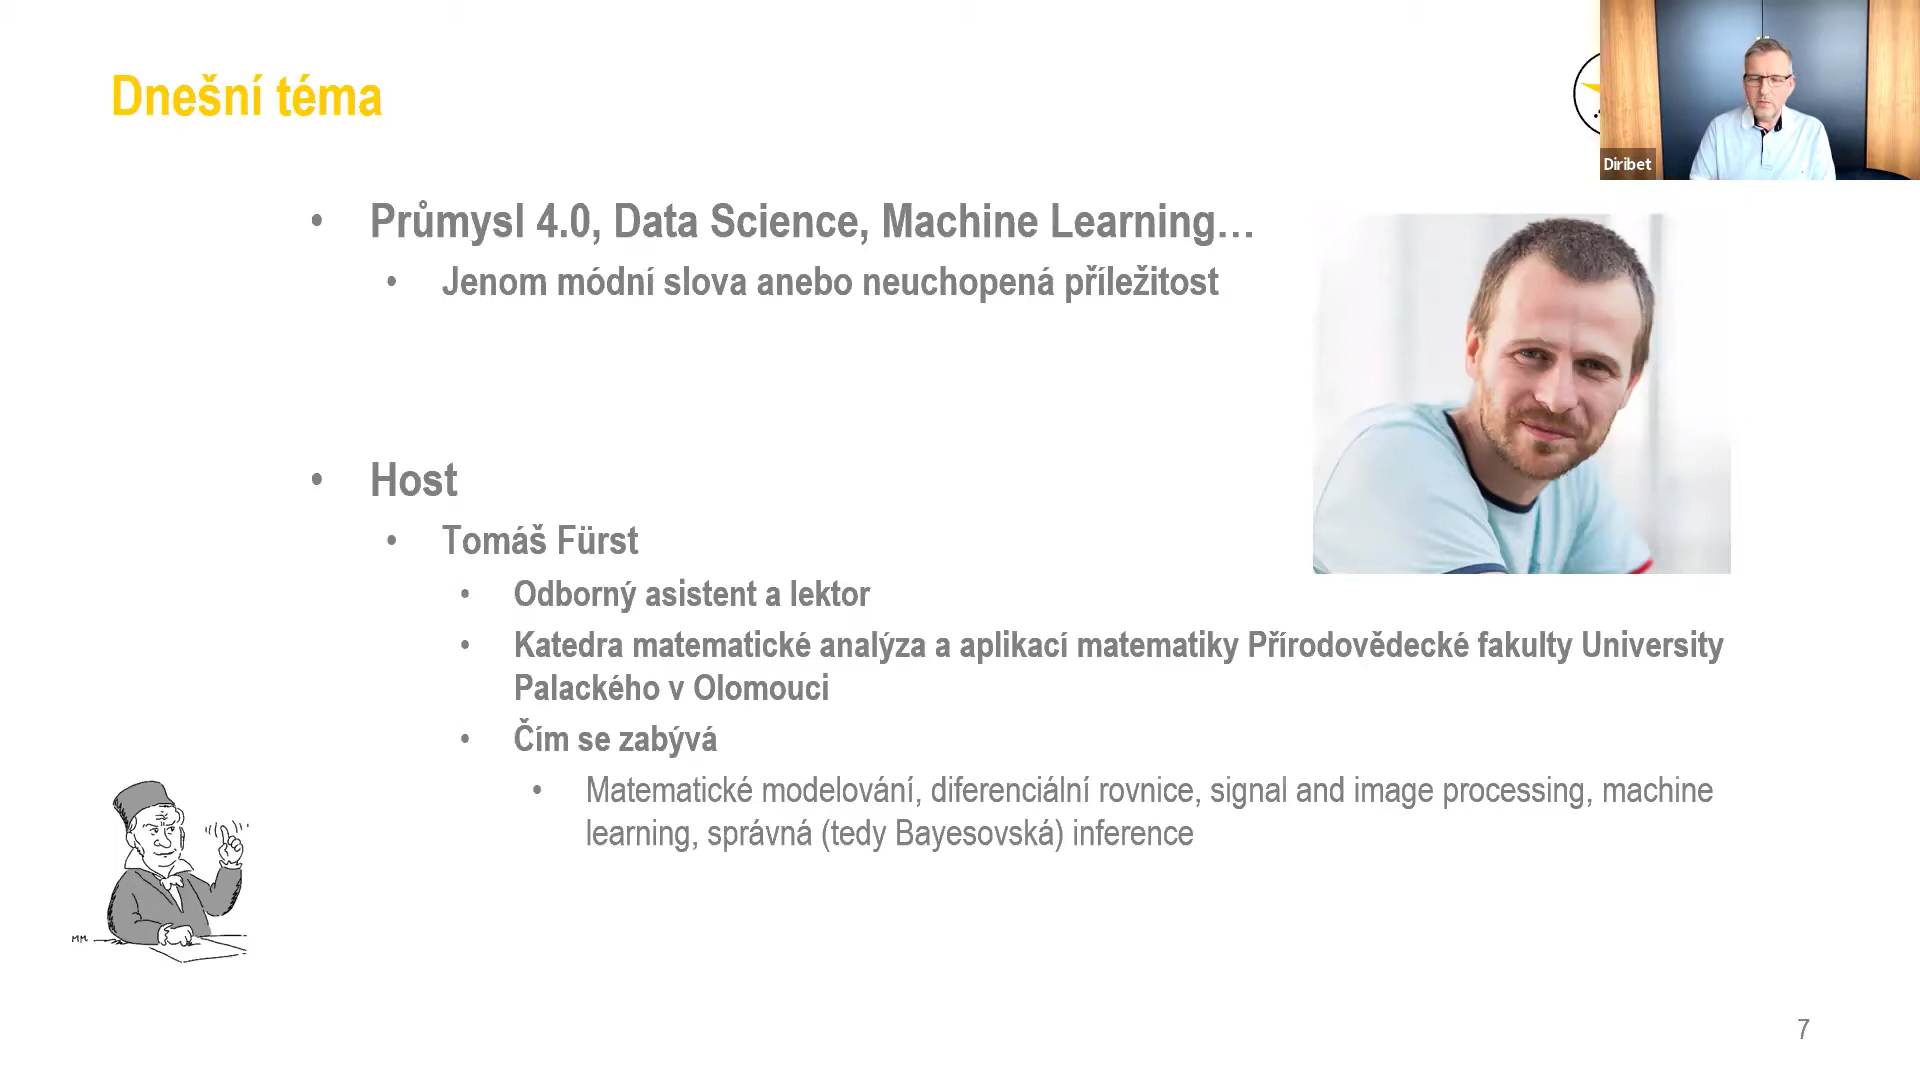 Dnešní téma
Diribet
• Průmysl 4.0, Data Science, Machine Learning…
• Jenom módní slova anebo neuchopená příležitost
• Host
• Tomáš Fürst
• Odborný asistent a lektor
• Katedra matematické analýza a aplikací matematiky Přírodovědecké fakulty University
Palackého v Olomouci
• Čím se zabývá
• Matematické modelování, diferenciální rovnice, signal and image processing, machine
learning, správná (tedy Bayesovská) inference
MM
7